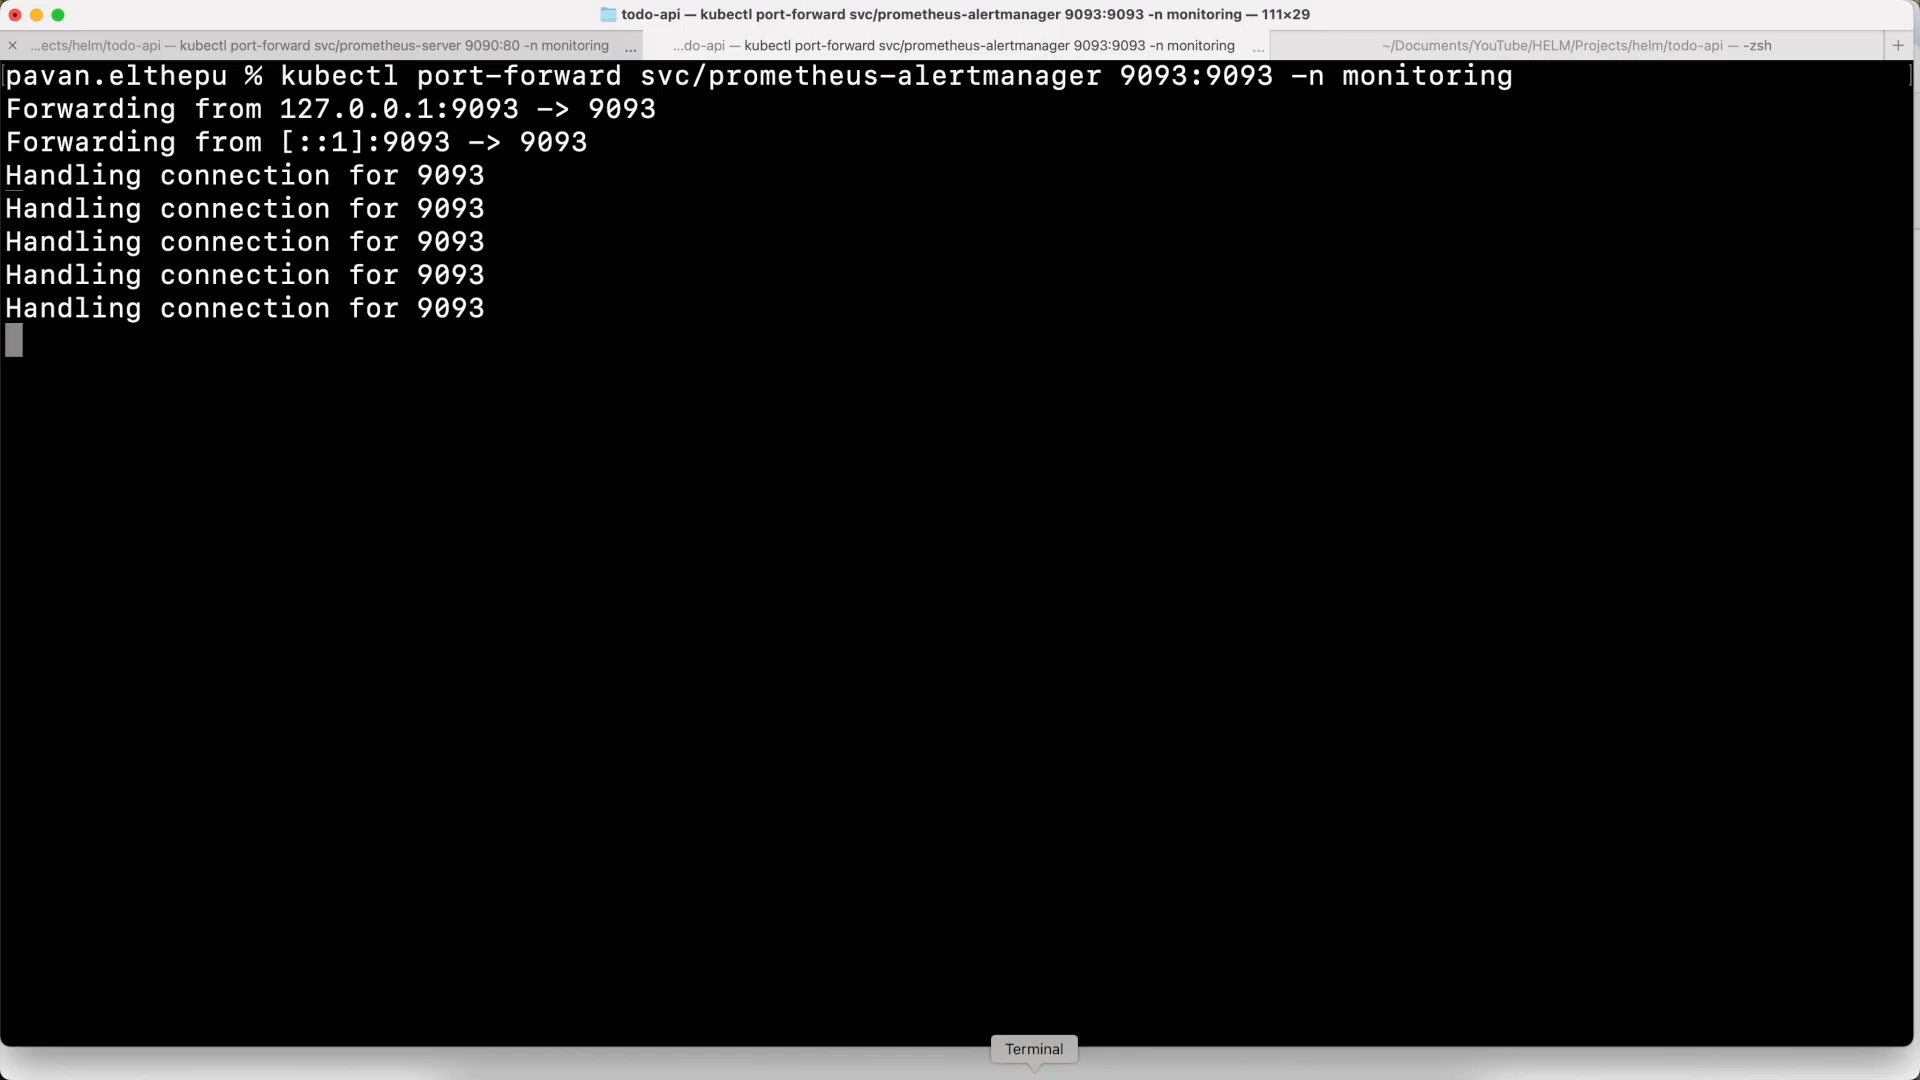 todo-api — kubectl port-forward svc/prometheus-alertmanager 9093:9093 -n monitoring — 111×29
...ects/helm/todo-api — kubectl port-forward svc/prometheus-server 9090:80 -n monitoring ...
...do-api — kubectl port-forward svc/prometheus-alertmanager 9093:9093 -n monitoring ...
~/Documents/YouTube/HELM/Projects/helm/todo-api — -zsh
pavan.elthepu % kubectl port-forward svc/prometheus-alertmanager 9093:9093 -n monitoring
Forwarding from 127.0.0.1:9093 -> 9093
Forwarding from [::1]:9093 -> 9093
Handling connection for 9093
Handling connection for 9093
Handling connection for 9093
Handling connection for 9093
Handling connection for 9093
Terminal